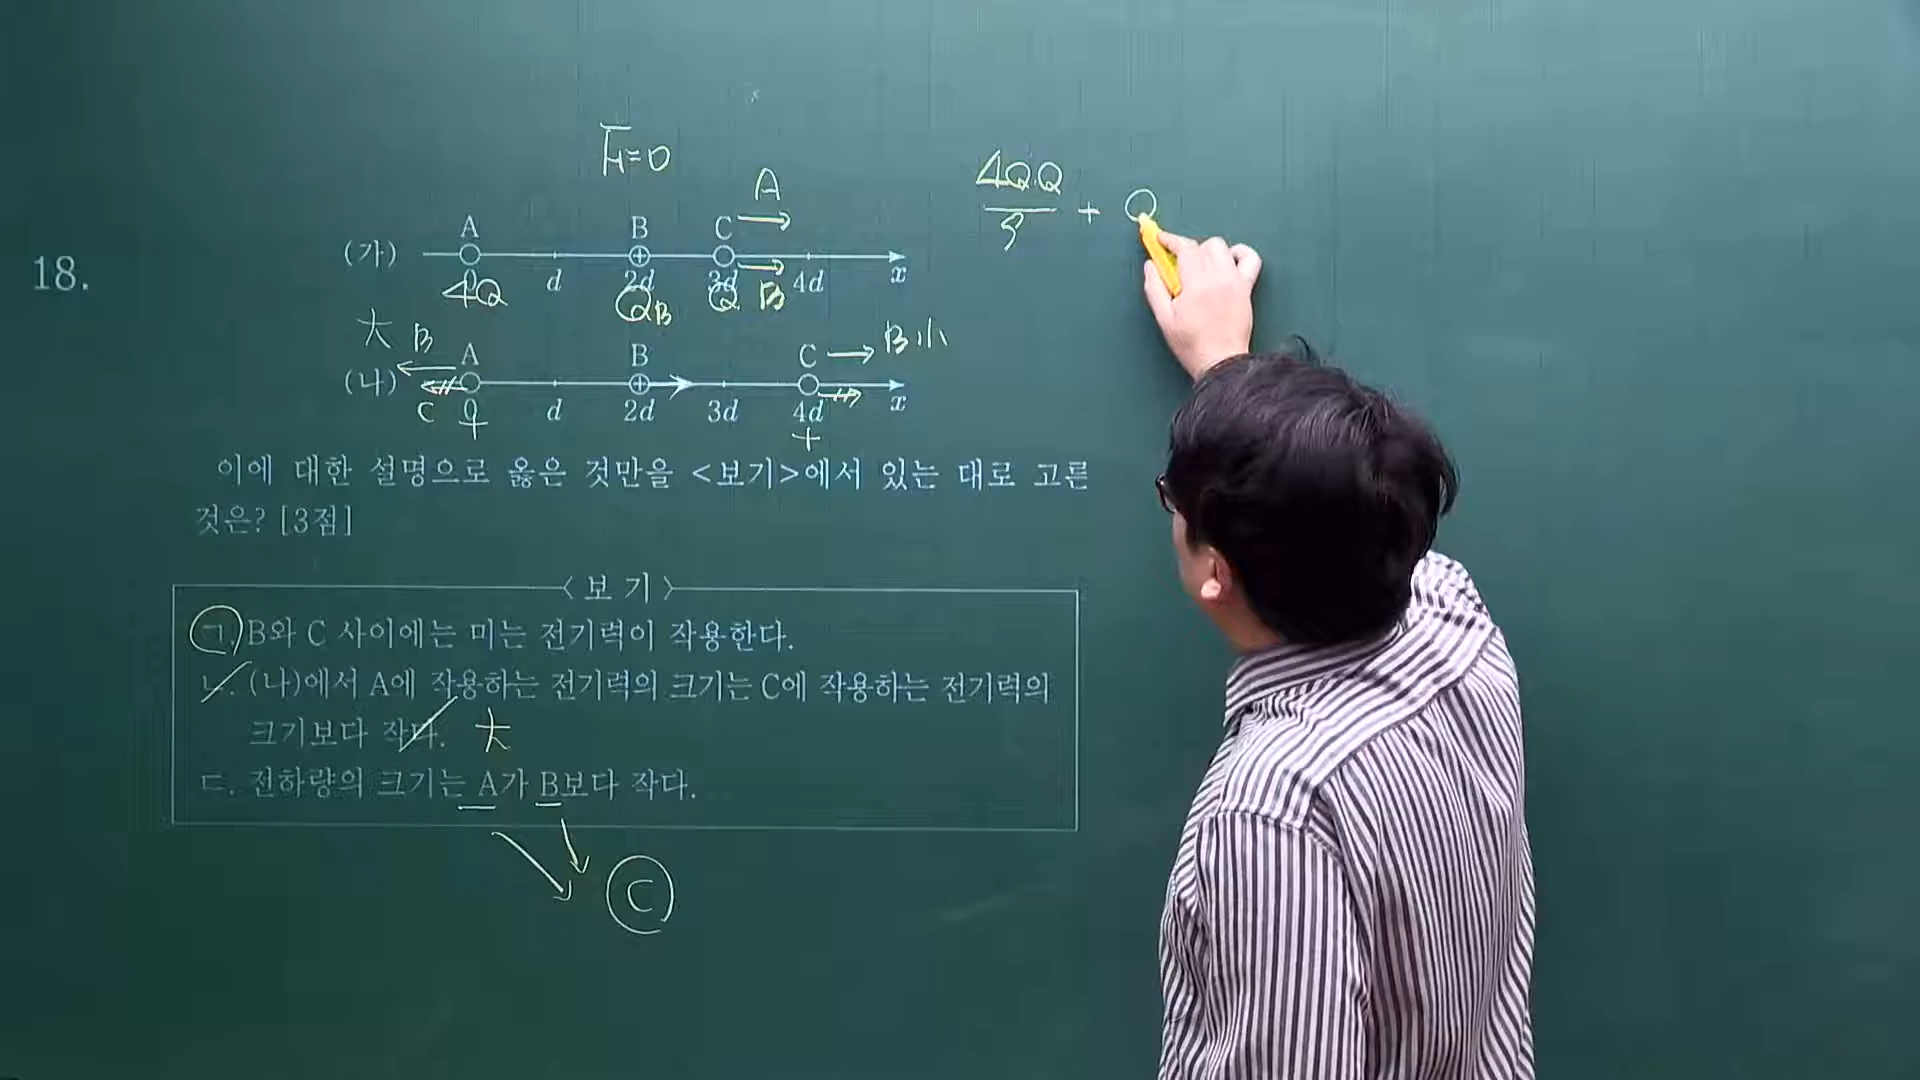 F=0
4QQ
9 + Q
A
18.
(가) A B C
d 2d 3d 4d x
4Q Q_B Q B
大 B
B 小
(나) A B C
C + d 2d 3d 4d x
+
이에 대한 설명으로 옳은 것만을 <보기>에서 있는 대로 고른
것은? [3점]
<보 기>
ㄱ. B와 C 사이에는 미는 전기력이 작용한다.
ㄴ. (나)에서 A에 작용하는 전기력의 크기는 C에 작용하는 전기력의
크기보다 작다. 大
ㄷ. 전하량의 크기는 A가 B보다 작다.
C